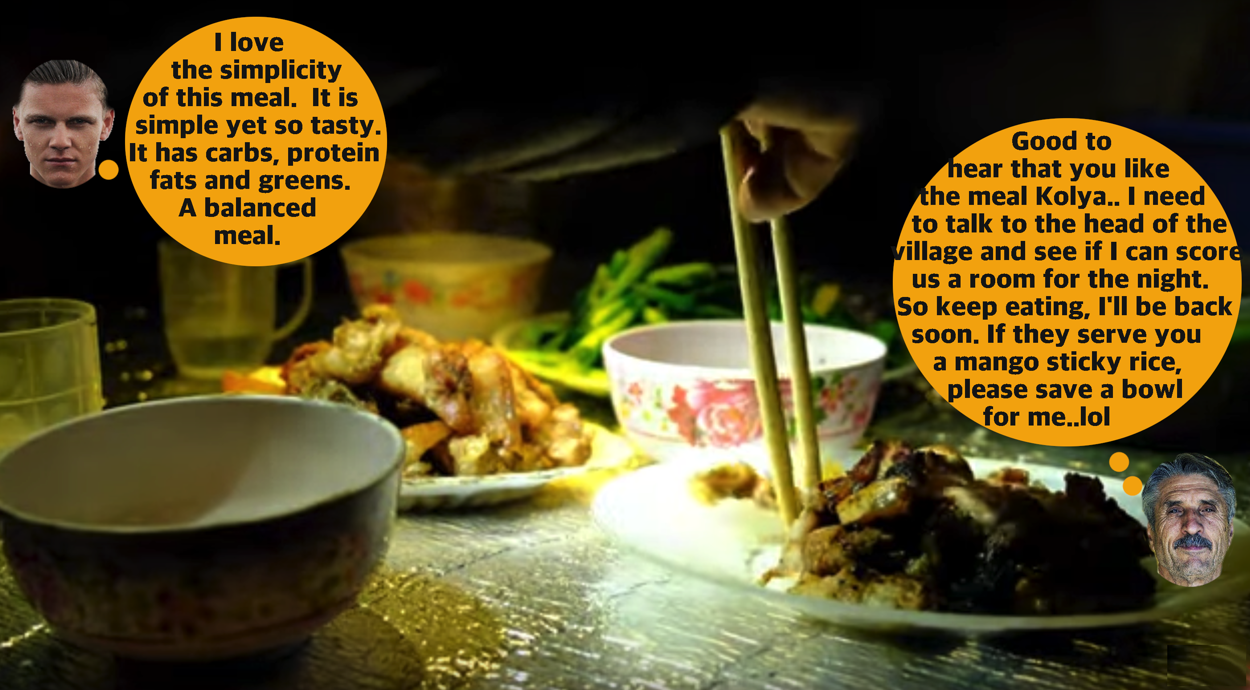 I love
the simplicity
of this meal.  It is
simple yet so tasty.
It has carbs, protein
fats and greens.
A balanced
meal.
Good to
hear that you like
the meal Kolya.. I need
to talk to the head of the
village and see if I can score
us a room for the night.
So keep eating, I'll be back
soon. If they serve you
a mango sticky rice,
please save a bowl
for me..lol